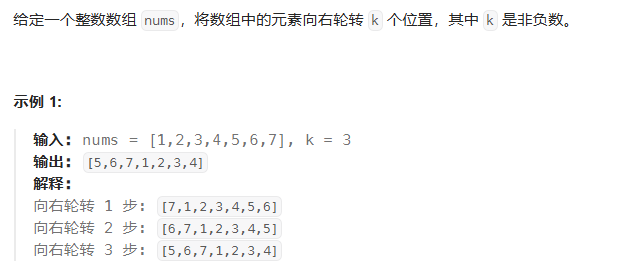 给定一个整数数组 nums，将数组中的元素向右轮转 k 个位置，其中 k 是非负数。
示例 1:
输入: nums = [1,2,3,4,5,6,7], k = 3
输出: [5,6,7,1,2,3,4]
解释:
向右轮转 1 步: [7,1,2,3,4,5,6]
向右轮转 2 步: [6,7,1,2,3,4,5]
向右轮转 3 步: [5,6,7,1,2,3,4]